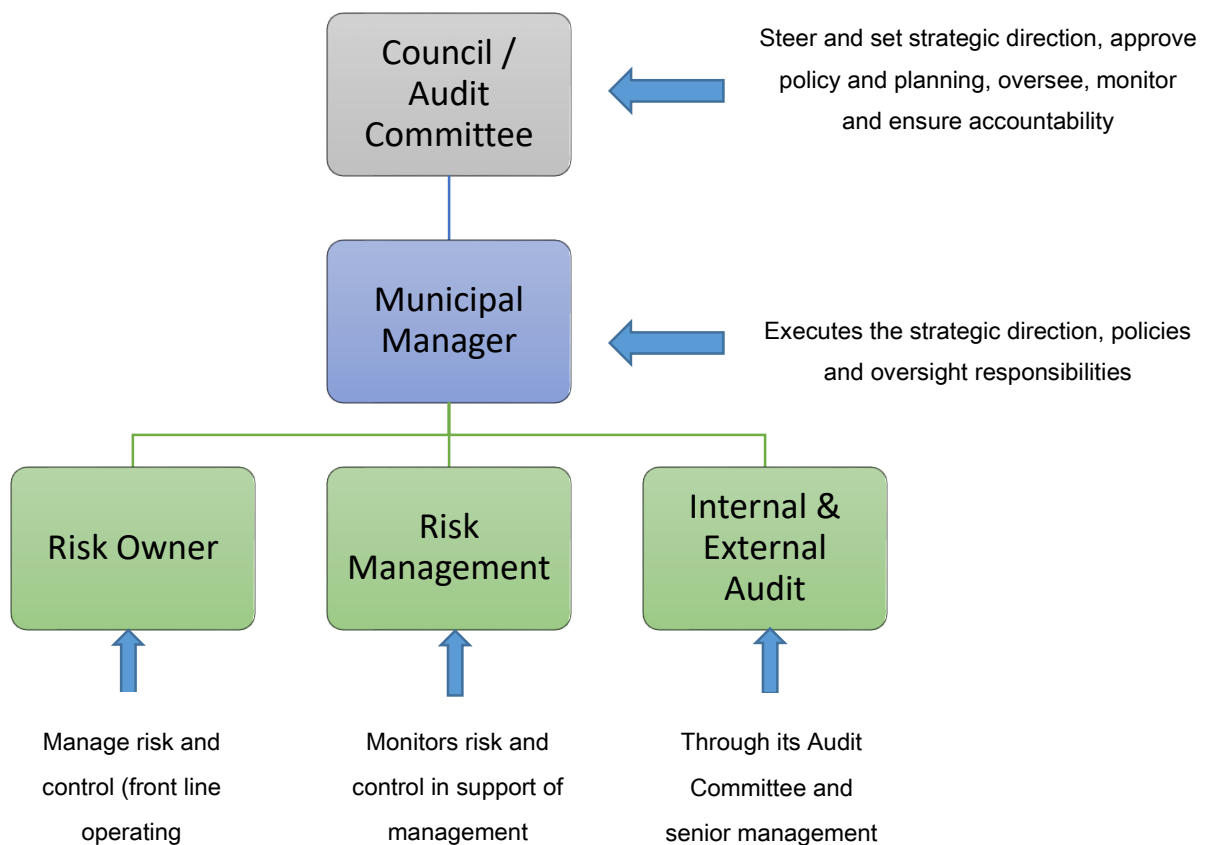 Council /
Audit
Committee
Steer and set strategic direction, approve
policy and planning, oversee, monitor
and ensure accountability
Municipal
Manager
Executes the strategic direction, policies
and oversight responsibilities
Risk Owner
Risk
Management
Internal &
External
Audit
Manage risk and
control (front line
operating
Monitors risk and
control in support of
management
Through its Audit
Committee and
senior management